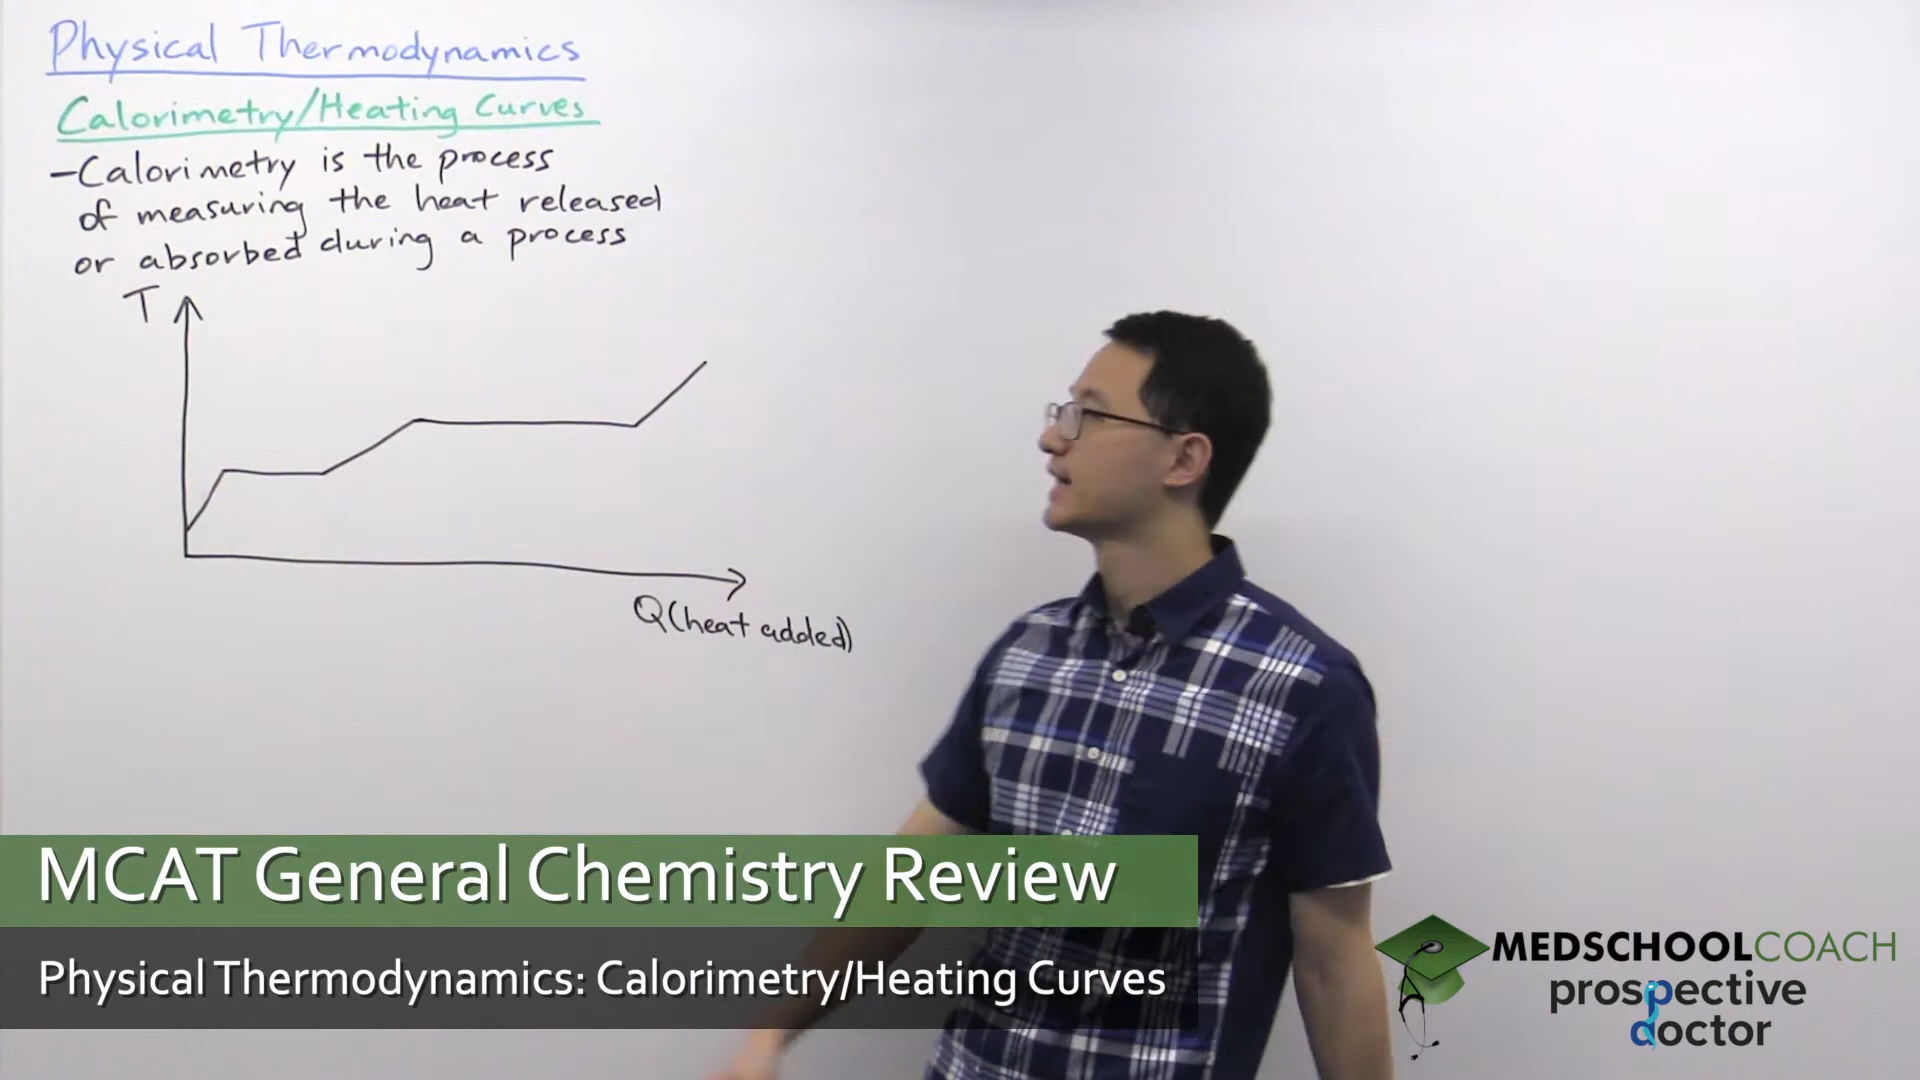 Physical Thermodynamics
Calorimetry/Heating Curves
-Calorimetry is the process
of measuring the heat released
or absorbed during a process
T
Q(heat added)
MCAT General Chemistry Review
Physical Thermodynamics: Calorimetry/Heating Curves
MEDSCHOOLCOACH
prospective
doctor